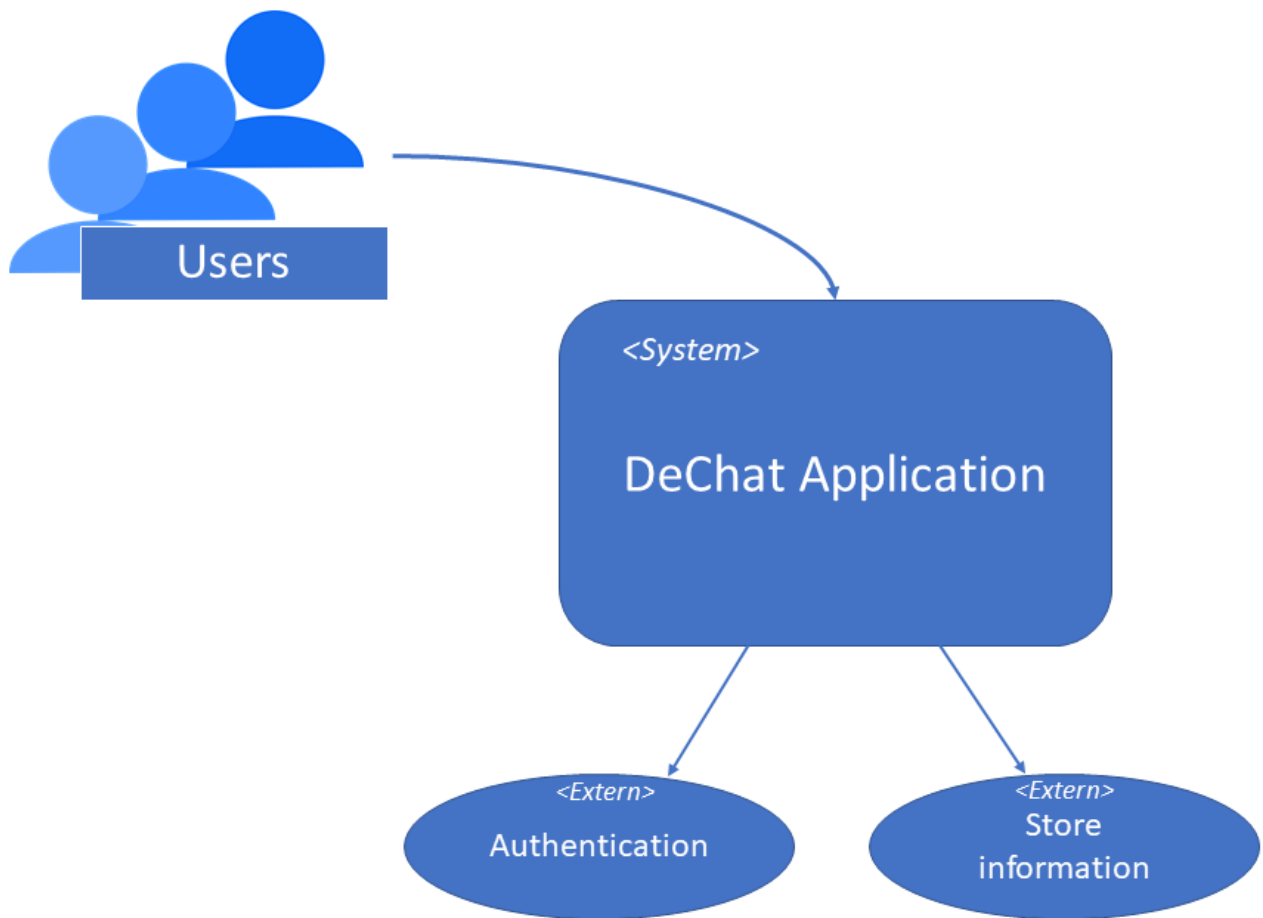 Users
<System>
DeChat Application
<Extern>
Authentication
<Extern>
Store
information